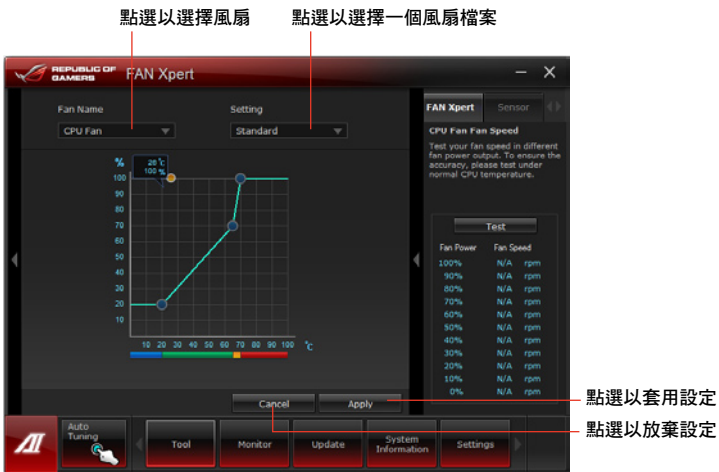 點選以選擇風扇
點選以選擇一個風扇檔案
REPUBLIC OF
GAMERS
FAN Xpert
Fan Name
Setting
CPU Fan
Standard
%
28 °c
100 %
100
90
80
70
60
50
40
30
20
10
10 20 30 40 50 60 70 80 90 100 °c
Cancel
Apply
FAN Xpert
Sensor
CPU Fan Fan Speed
Test your fan
speed in different
fan power output. To ensure the
accuracy, please test under
normal CPU temperature.
Test
Fan Power Fan Speed
100% N/A rpm
90% N/A rpm
80% N/A rpm
70% N/A rpm
60% N/A rpm
50% N/A rpm
40% N/A rpm
30% N/A rpm
20% N/A rpm
10% N/A rpm
0% N/A rpm
點選以套用設定
點選以放棄設定
Auto
Tuning
Tool
Monitor
Update
System
Information
Settings